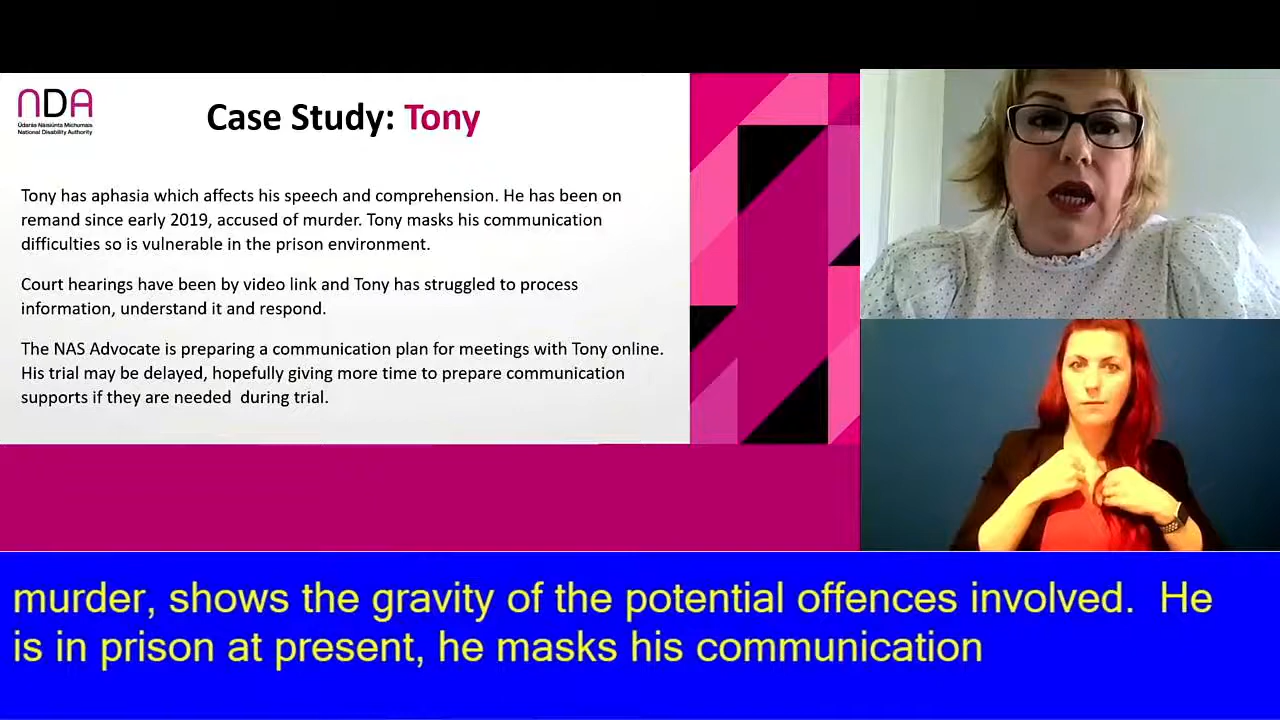 NDA
Údarás Náisiúnta Míchumais
National Disability Authority
Case Study: Tony
Tony has aphasia which affects his speech and comprehension. He has been on
remand since early 2019, accused of murder. Tony masks his communication
difficulties so is vulnerable in the prison environment.
Court hearings have been by video link and Tony has struggled to process
information, understand it and respond.
The NAS Advocate is preparing a communication plan for meetings with Tony online.
His trial may be delayed, hopefully giving more time to prepare communication
supports if they are needed  during trial.
murder, shows the gravity of the potential offences involved.  He
is in prison at present, he masks his communication